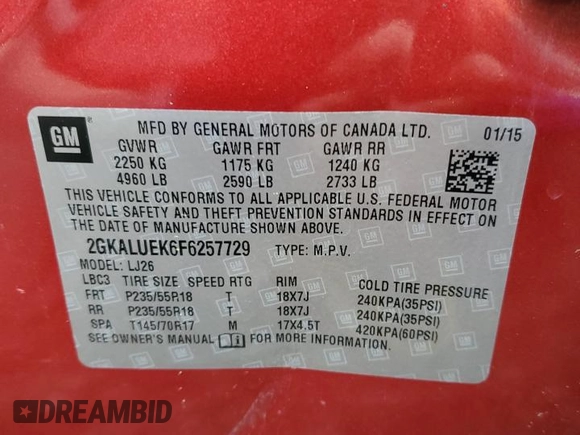 GM
®
MFD BY GENERAL MOTORS OF CANADA LTD. 01/15
GVWR GAWR FRT GAWR RR
2250 KG 1175 KG 1240 KG
4960 LB 2590 LB 2733 LB
THIS VEHICLE CONFORMS TO ALL APPLICABLE U.S. FEDERAL MOTOR
VEHICLE SAFETY AND THEFT PREVENTION STANDARDS IN EFFECT ON
THE DATE OF MANUFACTURE SHOWN ABOVE.
2GKALUEK6F6257729 TYPE: M.P.V.
MODEL: LJ26
LBC3 TIRE SIZE SPEED RTG RIM COLD TIRE PRESSURE
FRT P235/55R18 T 18X7J 240KPA(35PSI)
RR P235/55R18 T 18X7J 240KPA(35PSI)
SPA T145/70R17 M 17X4.5T 420KPA(60PSI)
SEE OWNER'S MANUAL FOR MORE INFORMATION.
DREAMBID